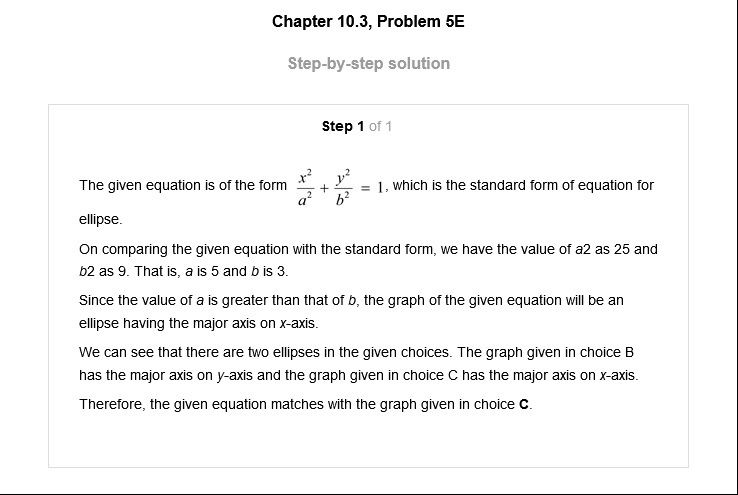 Chapter 10.3, Problem 5E
Step-by-step solution
Step 1 of 1
The given equation is of the form x²/a² + y²/b² = 1, which is the standard form of equation for
ellipse.
On comparing the given equation with the standard form, we have the value of a2 as 25 and
b2 as 9. That is, a is 5 and b is 3.
Since the value of a is greater than that of b, the graph of the given equation will be an
ellipse having the major axis on x-axis.
We can see that there are two ellipses in the given choices. The graph given in choice B
has the major axis on y-axis and the graph given in choice C has the major axis on x-axis.
Therefore, the given equation matches with the graph given in choice C.